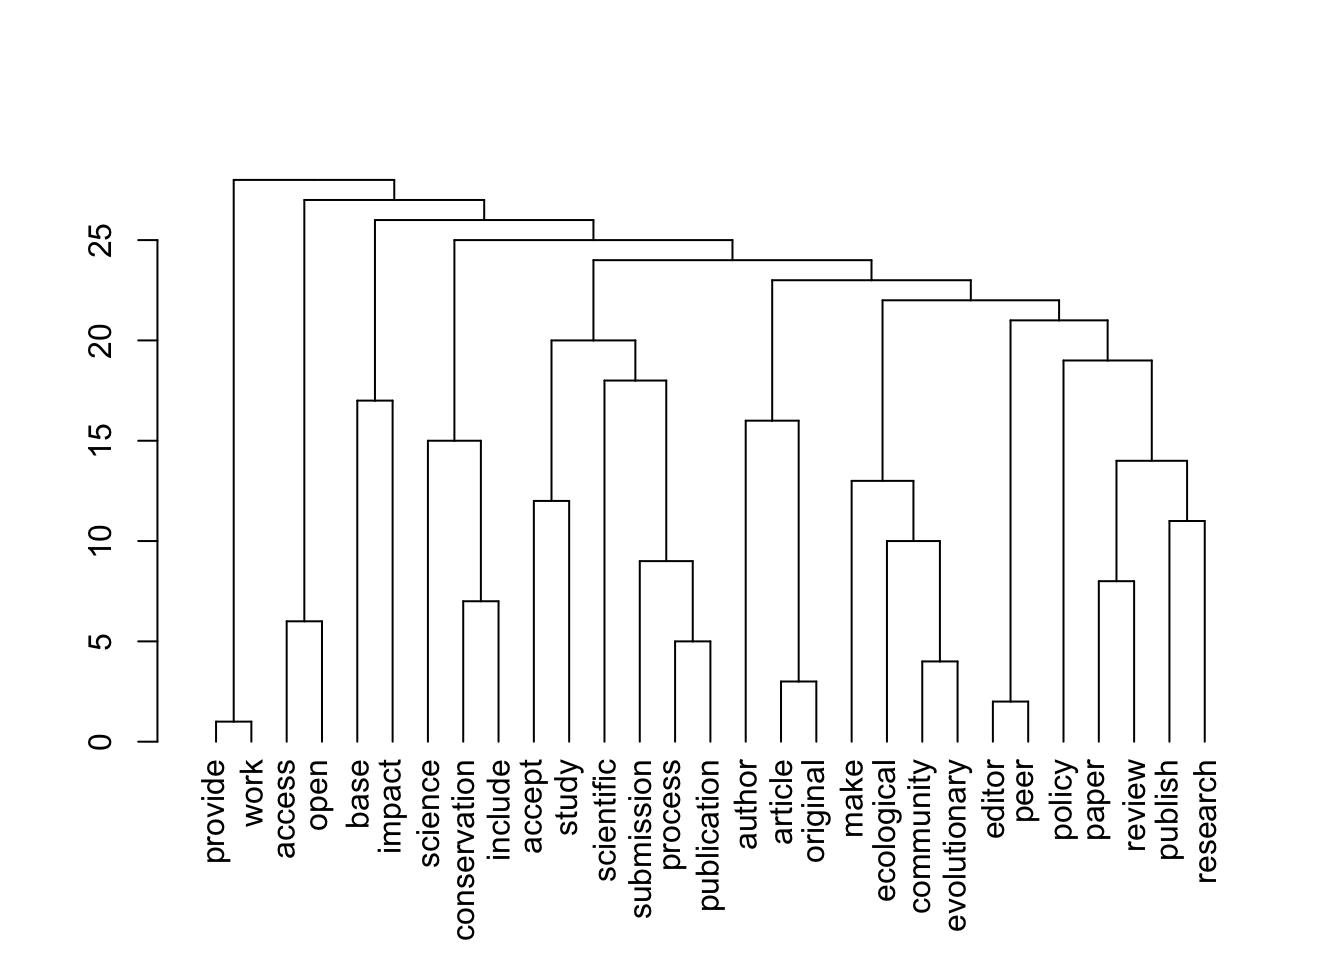 25
20
15
10
5
0
provide
work
access
open
base
impact
science
conservation
include
accept
study
scientific
submission
process
publication
author
article
original
make
ecological
community
evolutionary
editor
peer
policy
paper
review
publish
research